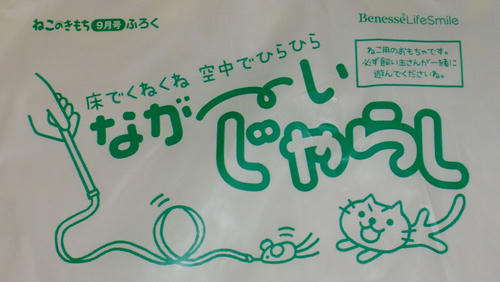 ねこのきもち 9月号 ふろく
Benesse LifeSmile
ねこ用のおもちゃです。
必ず飼い主さんが一緒に
遊んでくださいね。
床でくねくね 空中でひらひら
なが〜い
じゃらし